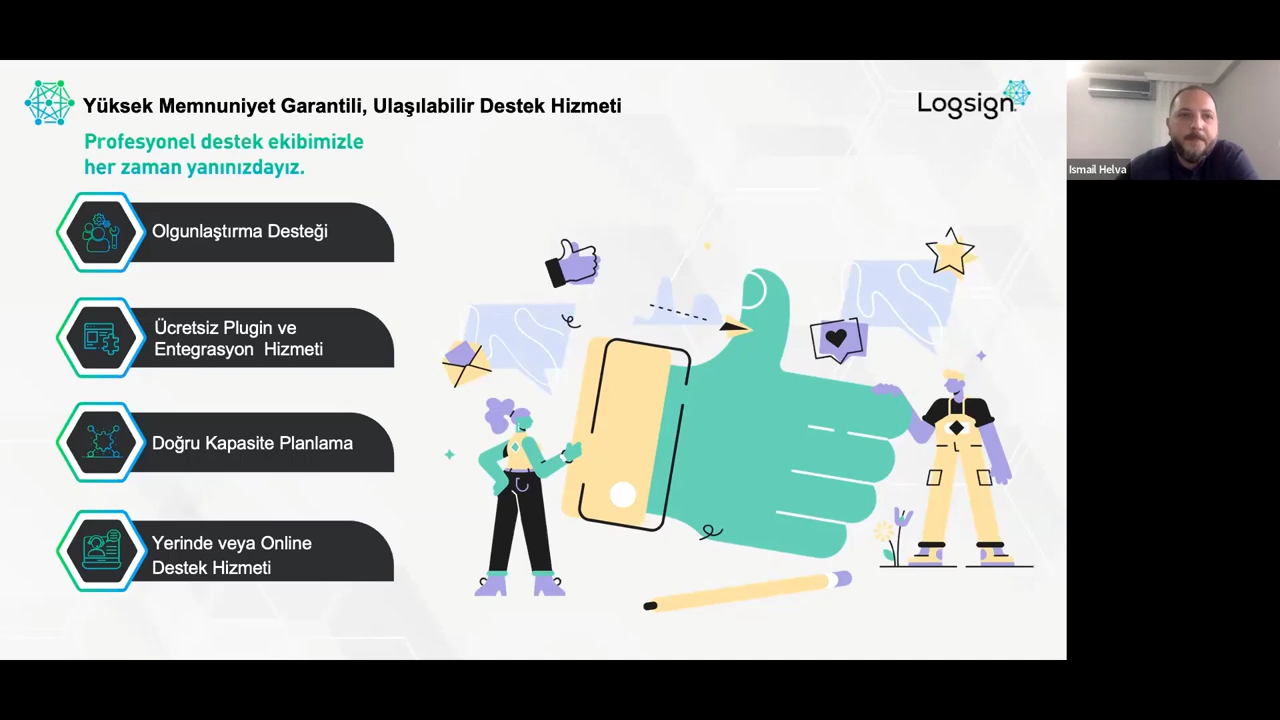 Yüksek Memnuniyet Garantili, Ulaşılabilir Destek Hizmeti
Logsign
Profesyonel destek ekibimizle
her zaman yanınızdayız.
Olgunlaştırma Desteği
Ücretsiz Plugin ve
Entegrasyon Hizmeti
Doğru Kapasite Planlama
Yerinde veya Online
Destek Hizmeti
Ismail Helva